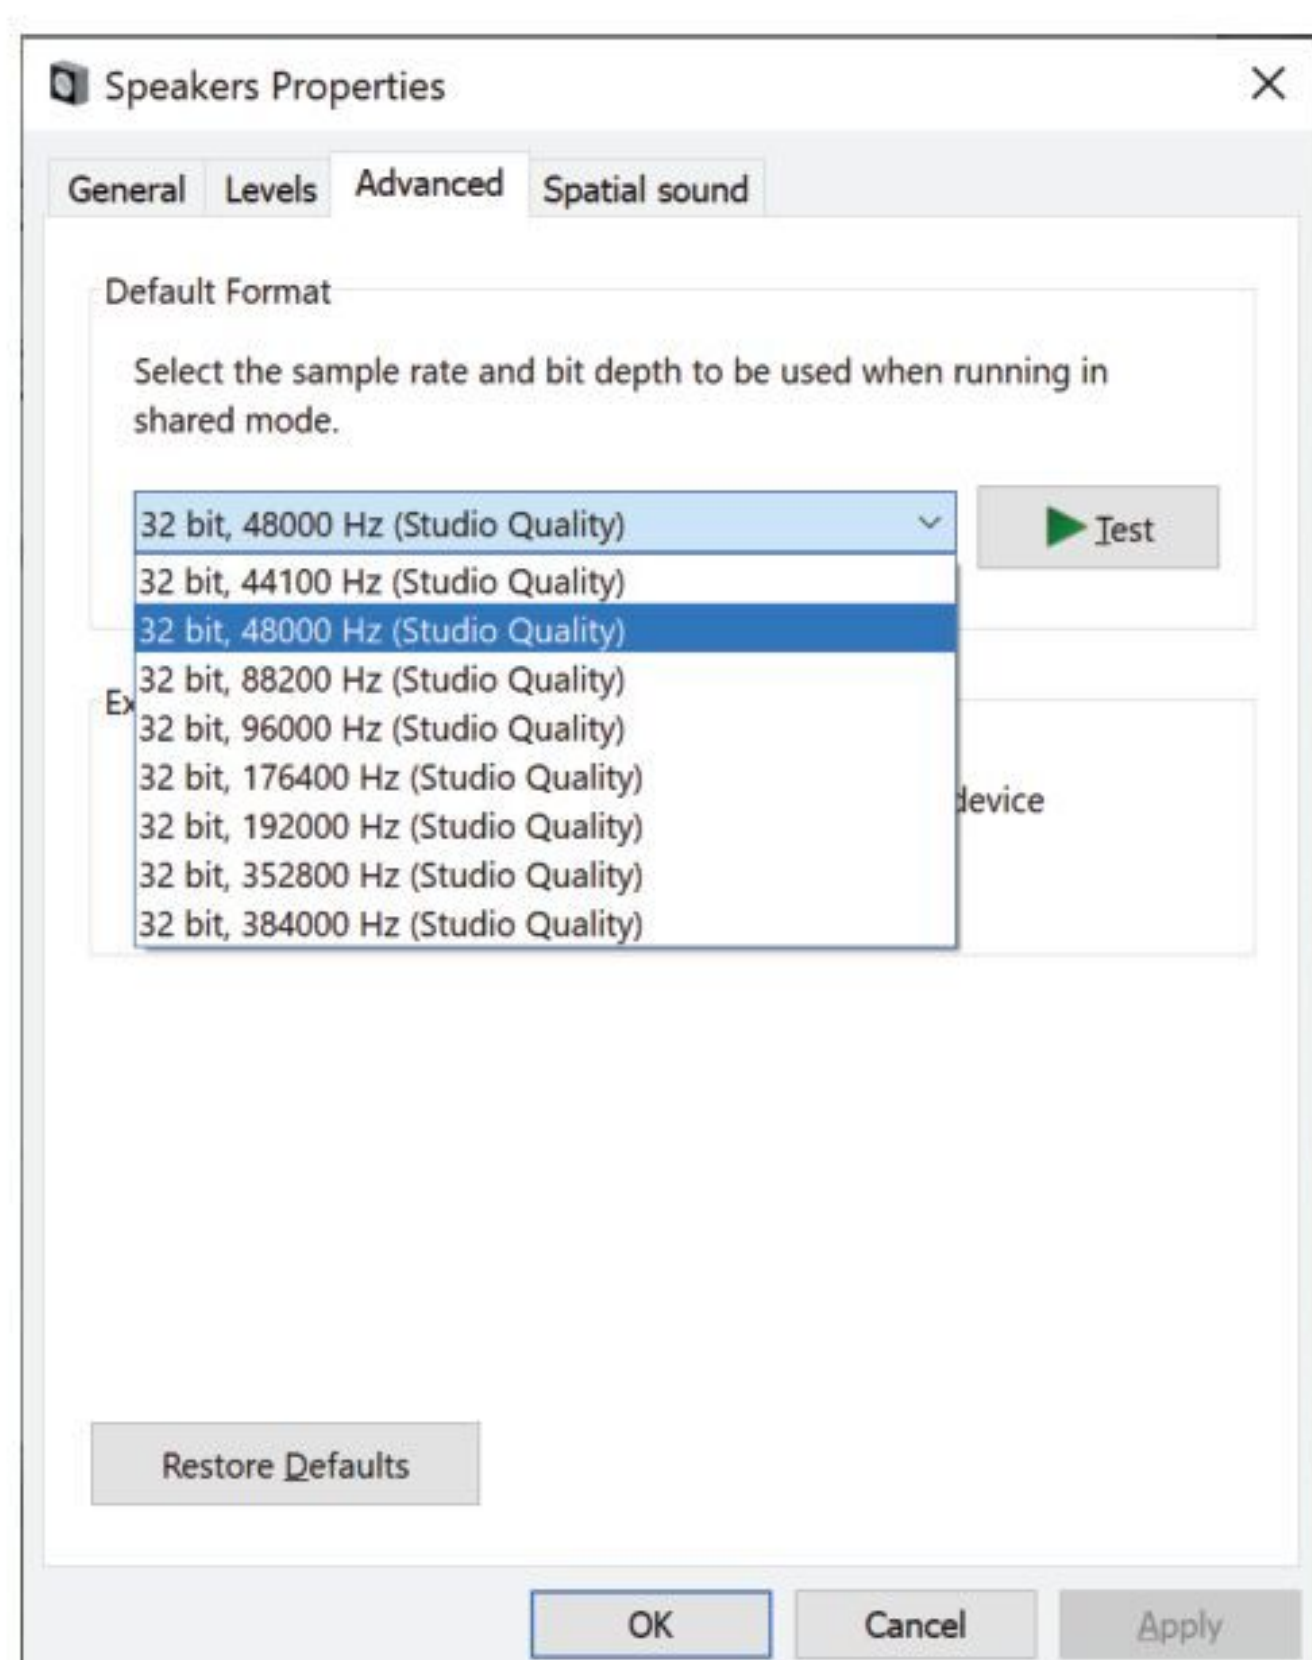 Speakers Properties
General Levels Advanced Spatial sound
Default Format
Select the sample rate and bit depth to be used when running in
shared mode.
32 bit, 48000 Hz (Studio Quality)
Test
32 bit, 44100 Hz (Studio Quality)
32 bit, 48000 Hz (Studio Quality)
32 bit, 88200 Hz (Studio Quality)
32 bit, 96000 Hz (Studio Quality)
32 bit, 176400 Hz (Studio Quality)
device
32 bit, 192000 Hz (Studio Quality)
32 bit, 352800 Hz (Studio Quality)
32 bit, 384000 Hz (Studio Quality)
Restore Defaults
OK Cancel Apply